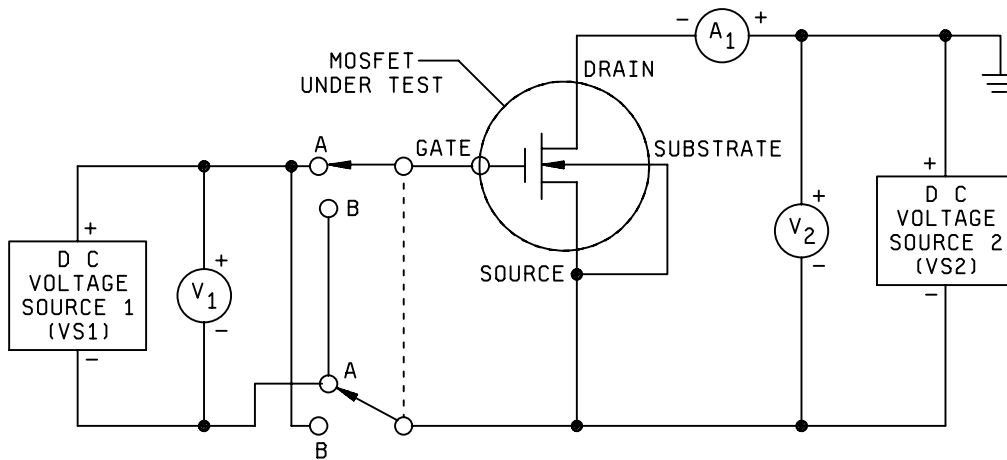 - A1 +
MOSFET
UNDER TEST
DRAIN
A
GATE
SUBSTRATE
B
+
D C
VOLTAGE
SOURCE 1
(VS1)
-
+
V1
-
SOURCE
+
V2
-
+
D C
VOLTAGE
SOURCE 2
(VS2)
-
A
B